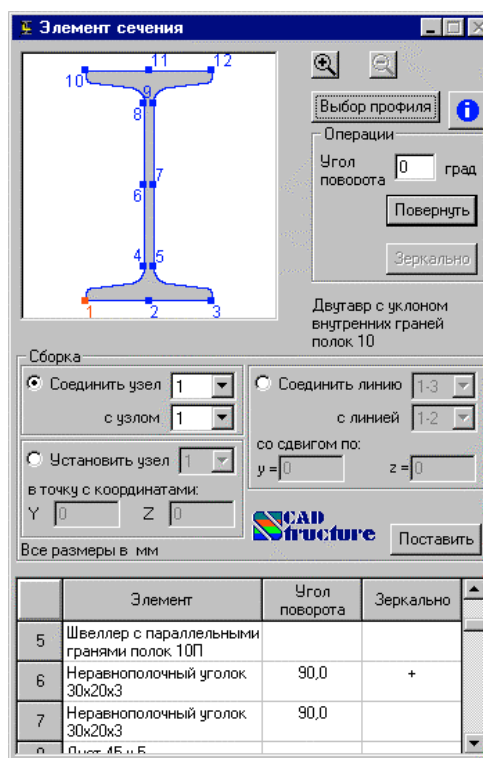 Элемент сечения
10
11
12
9
8
7
6
4
5
1
2
3
Выбор профиля
Операции
Угол поворота 0 град
Повернуть
Зеркально
Двутавр с уклоном
внутренних граней
полок 10
Сборка
Соединить узел 1
с узлом 1
Установить узел 1
в точку с координатами:
Y 0 Z 0
Все размеры в мм
Соединить линию 1-3
с линией 1-2
со сдвигом по:
y = 0 z = 0
SCAD
Structure
Поставить
Элемент Угол поворота Зеркально
5 Швеллер с параллельными гранями полок 10П
6 Неравнополочный уголок 30x20x3 90,0 +
7 Неравнополочный уголок 30x20x3 90,0